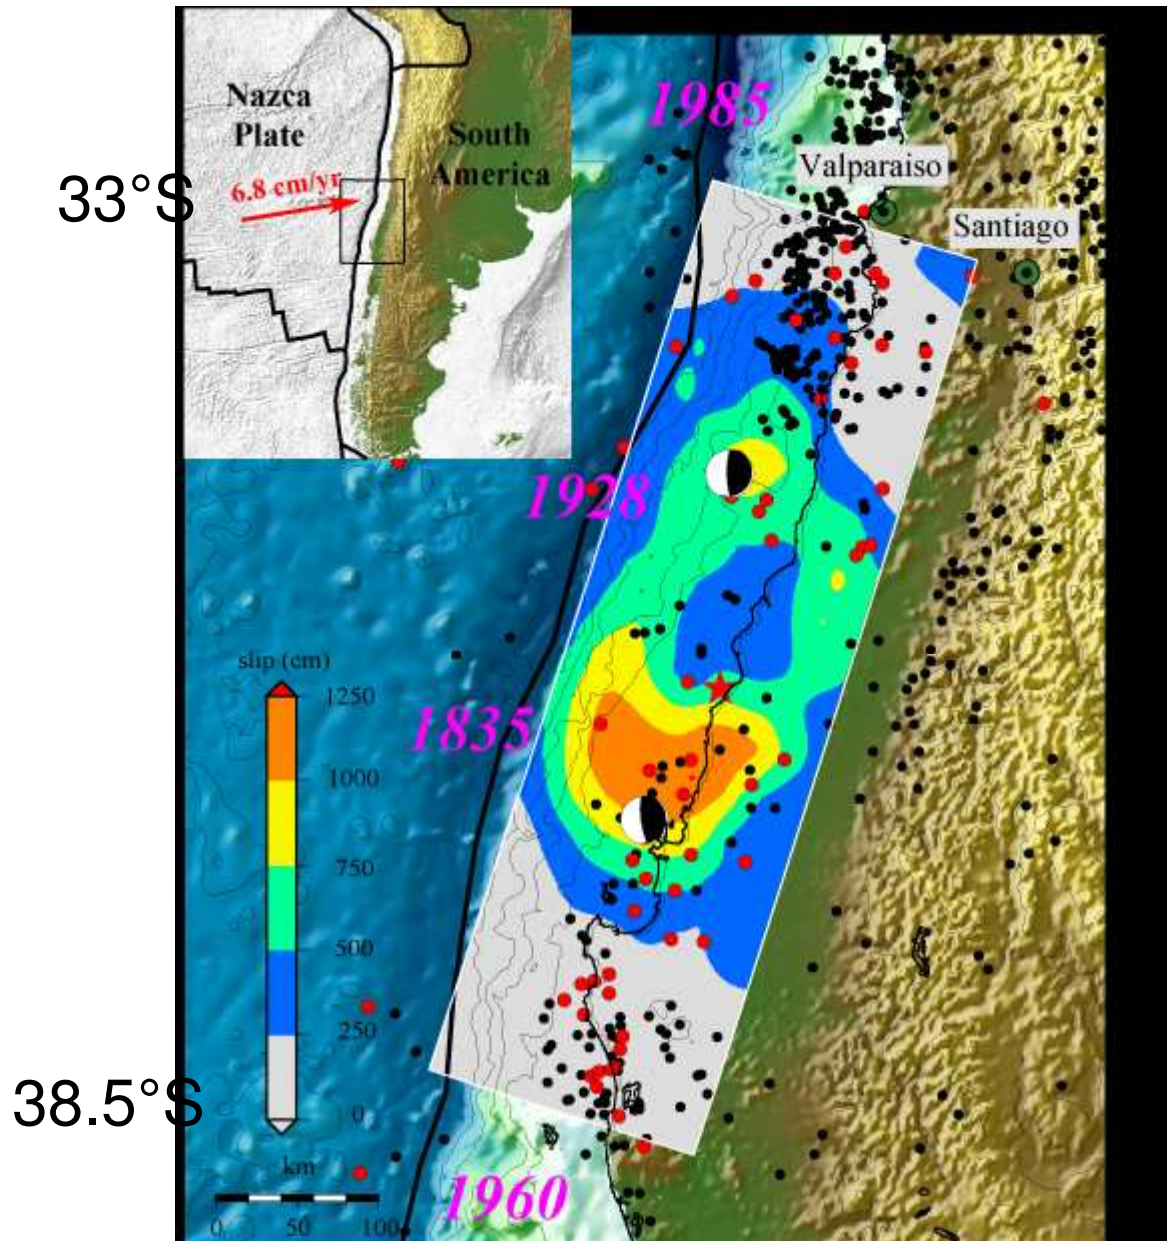 Nazca
Plate
South
America
6.8 cm/yr
33°S
1985
Valparaiso
Santiago
1928
slip (cm)
1250
1835
1000
750
500
250
0
38.5°S
km
0 50 100
1960